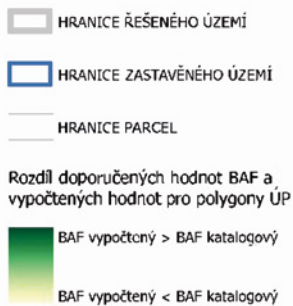 HRANICE ŘEŠENÉHO ÚZEMÍ
HRANICE ZASTAVĚNÉHO ÚZEMÍ
HRANICE PARCEL
Rozdíl doporučených hodnot BAF a
vypočtených hodnot pro polygony ÚP
BAF vypočtený > BAF katalogový
BAF vypočtený < BAF katalogový